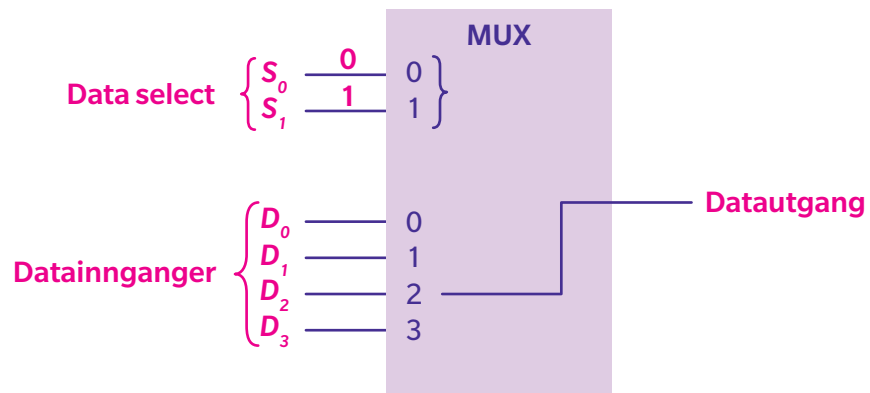 MUX
Data select
S0 0 0
S1 1 1
Datainnganger
D0 0
D1 1
D2 2
D3 3
Datautgang